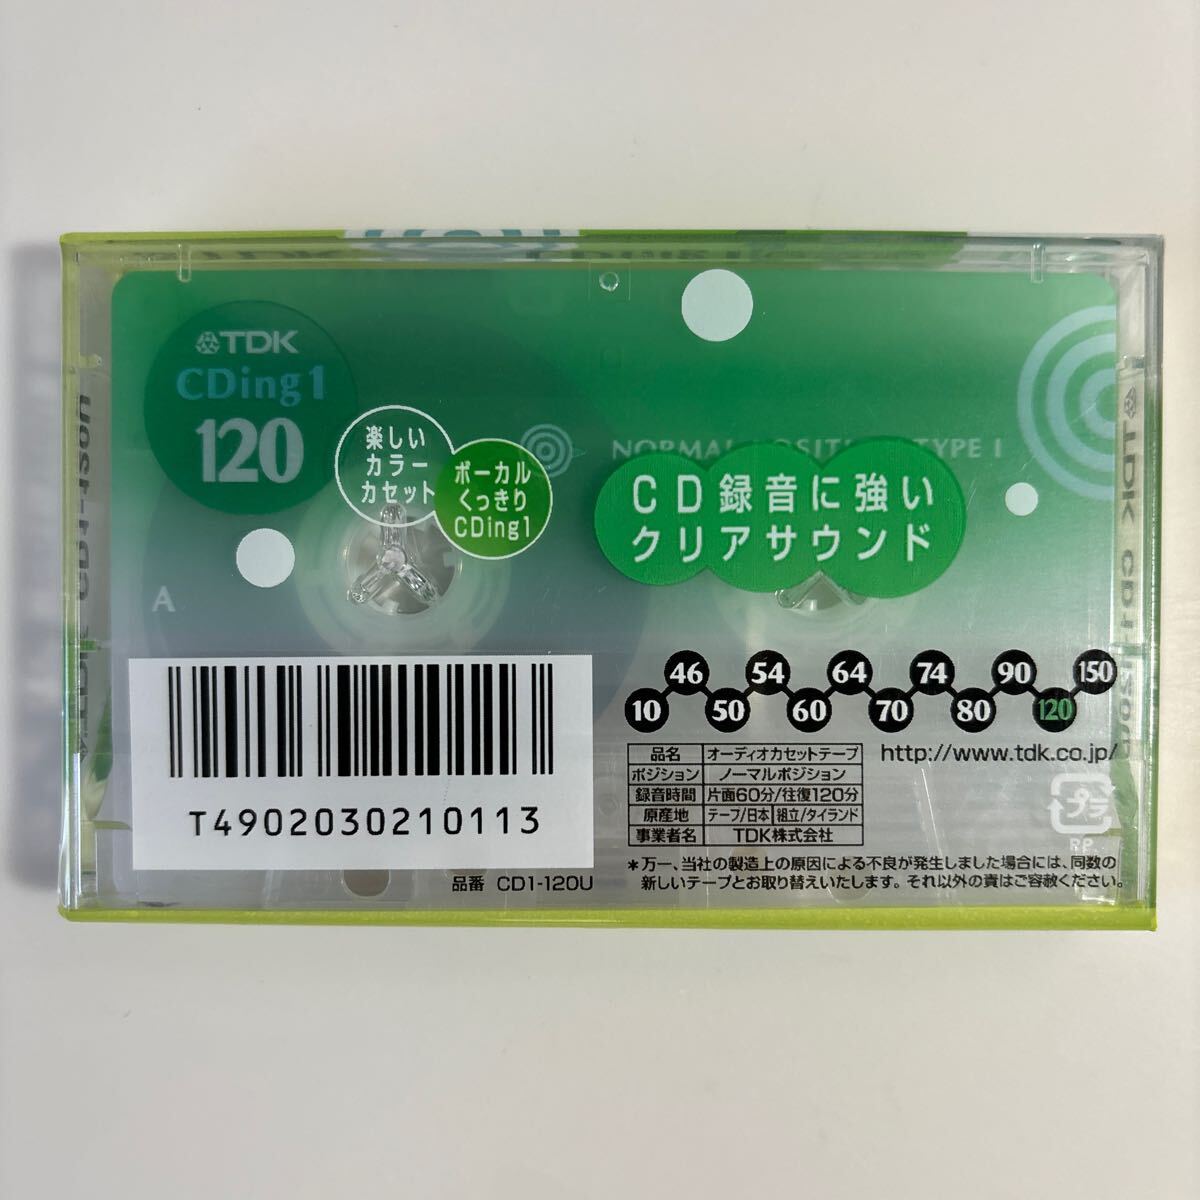 TDK
CDing1
120
楽しい
カラー
カセット
ボーカル
くっきり
CDing1
NORMAL POSITION TYPE I
CD録音に強い
クリアサウンド
A
T4902030210113
品番 CD1-120U
46 54 64 74 90 150
10 50 60 70 80 120
品名 オーディオカセットテープ
ポジション ノーマルポジション
録音時間 片面60分/往復120分
原産地 テープ/日本 組立/タイランド
事業者名 TDK株式会社
http://www.tdk.co.jp/
プラ
RP
*万一、当社の製造上の原因による不良が発生しました場合には、同数の
新しいテープとお取り替えいたします。それ以外の責はご容赦ください。
TDK